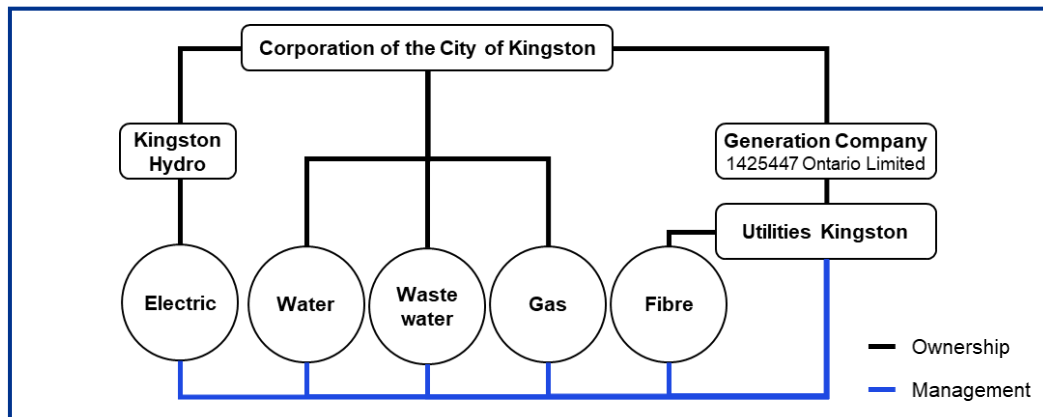 Corporation of the City of Kingston
Kingston
Hydro
Generation Company
1425447 Ontario Limited
Utilities Kingston
Electric
Water
Waste
water
Gas
Fibre
Ownership
Management